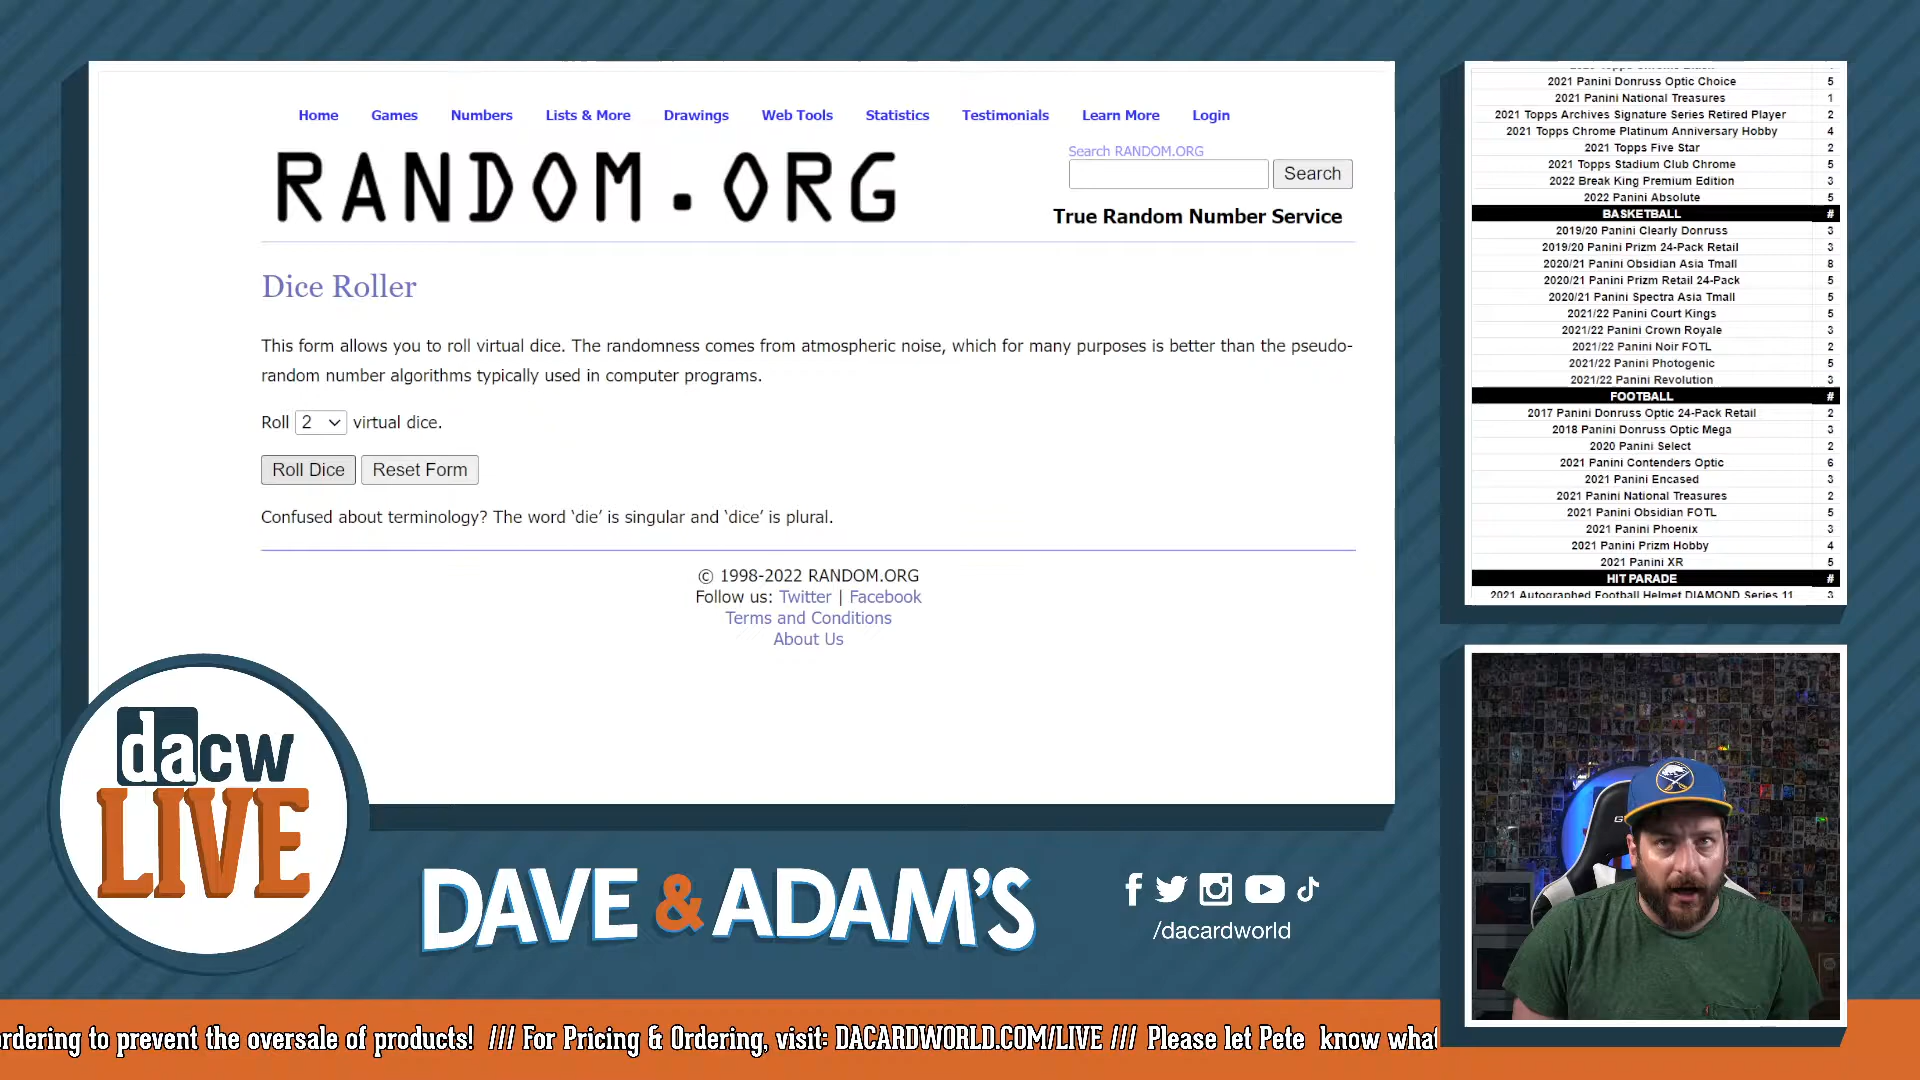 Home Games Numbers Lists & More Drawings Web Tools Statistics Testimonials Learn More Login
RANDOM.ORG
Search RANDOM.ORG
Search
True Random Number Service
Dice Roller
This form allows you to roll virtual dice. The randomness comes from atmospheric noise, which for many purposes is better than the pseudo-
random number algorithms typically used in computer programs.
Roll 2 virtual dice.
Roll Dice Reset Form
Confused about terminology? The word ‘die’ is singular and ‘dice’ is plural.
© 1998-2022 RANDOM.ORG
Follow us: Twitter | Facebook
Terms and Conditions
About Us
2021 Panini Donruss Optic Choice 5
2021 Panini National Treasures 1
2021 Topps Archives Signature Series Retired Player 2
2021 Topps Chrome Platinum Anniversary Hobby 4
2021 Topps Five Star 2
2021 Topps Stadium Club Chrome 5
2022 Break King Premium Edition 3
2022 Panini Absolute 5
BASKETBALL #
2019/20 Panini Clearly Donruss 3
2019/20 Panini Prizm 24-Pack Retail 3
2020/21 Panini Obsidian Asia Tmall 8
2020/21 Panini Prizm Retail 24-Pack 5
2020/21 Panini Spectra Asia Tmall 5
2021/22 Panini Court Kings 5
2021/22 Panini Crown Royale 3
2021/22 Panini Noir FOTL 2
2021/22 Panini Photogenic 5
2021/22 Panini Revolution 3
FOOTBALL #
2017 Panini Donruss Optic 24-Pack Retail 2
2018 Panini Donruss Optic Mega 3
2020 Panini Select 2
2021 Panini Contenders Optic 6
2021 Panini Encased 3
2021 Panini National Treasures 2
2021 Panini Obsidian FOTL 5
2021 Panini Phoenix 3
2021 Panini Prizm Hobby 4
2021 Panini XR 5
HIT PARADE #
2021 Autographed Football Helmet DIAMOND Series 11 3
dacw
LIVE
DAVE & ADAM'S
/dacardworld
ordering to prevent the oversale of products! /// For Pricing & Ordering, visit: DACARDWORLD.COM/LIVE /// Please let Pete know what